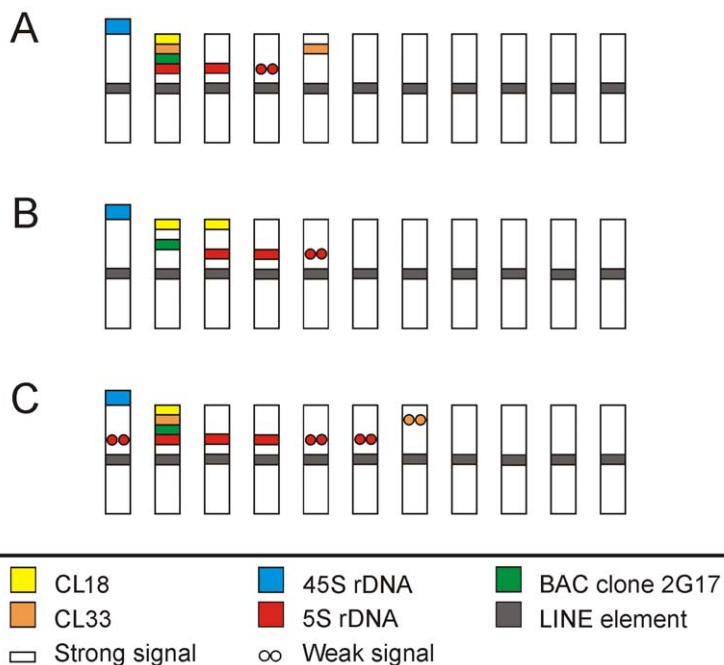 A
B
C
CL18
45S rDNA
BAC clone 2G17
CL33
5S rDNA
LINE element
Strong signal
Weak signal